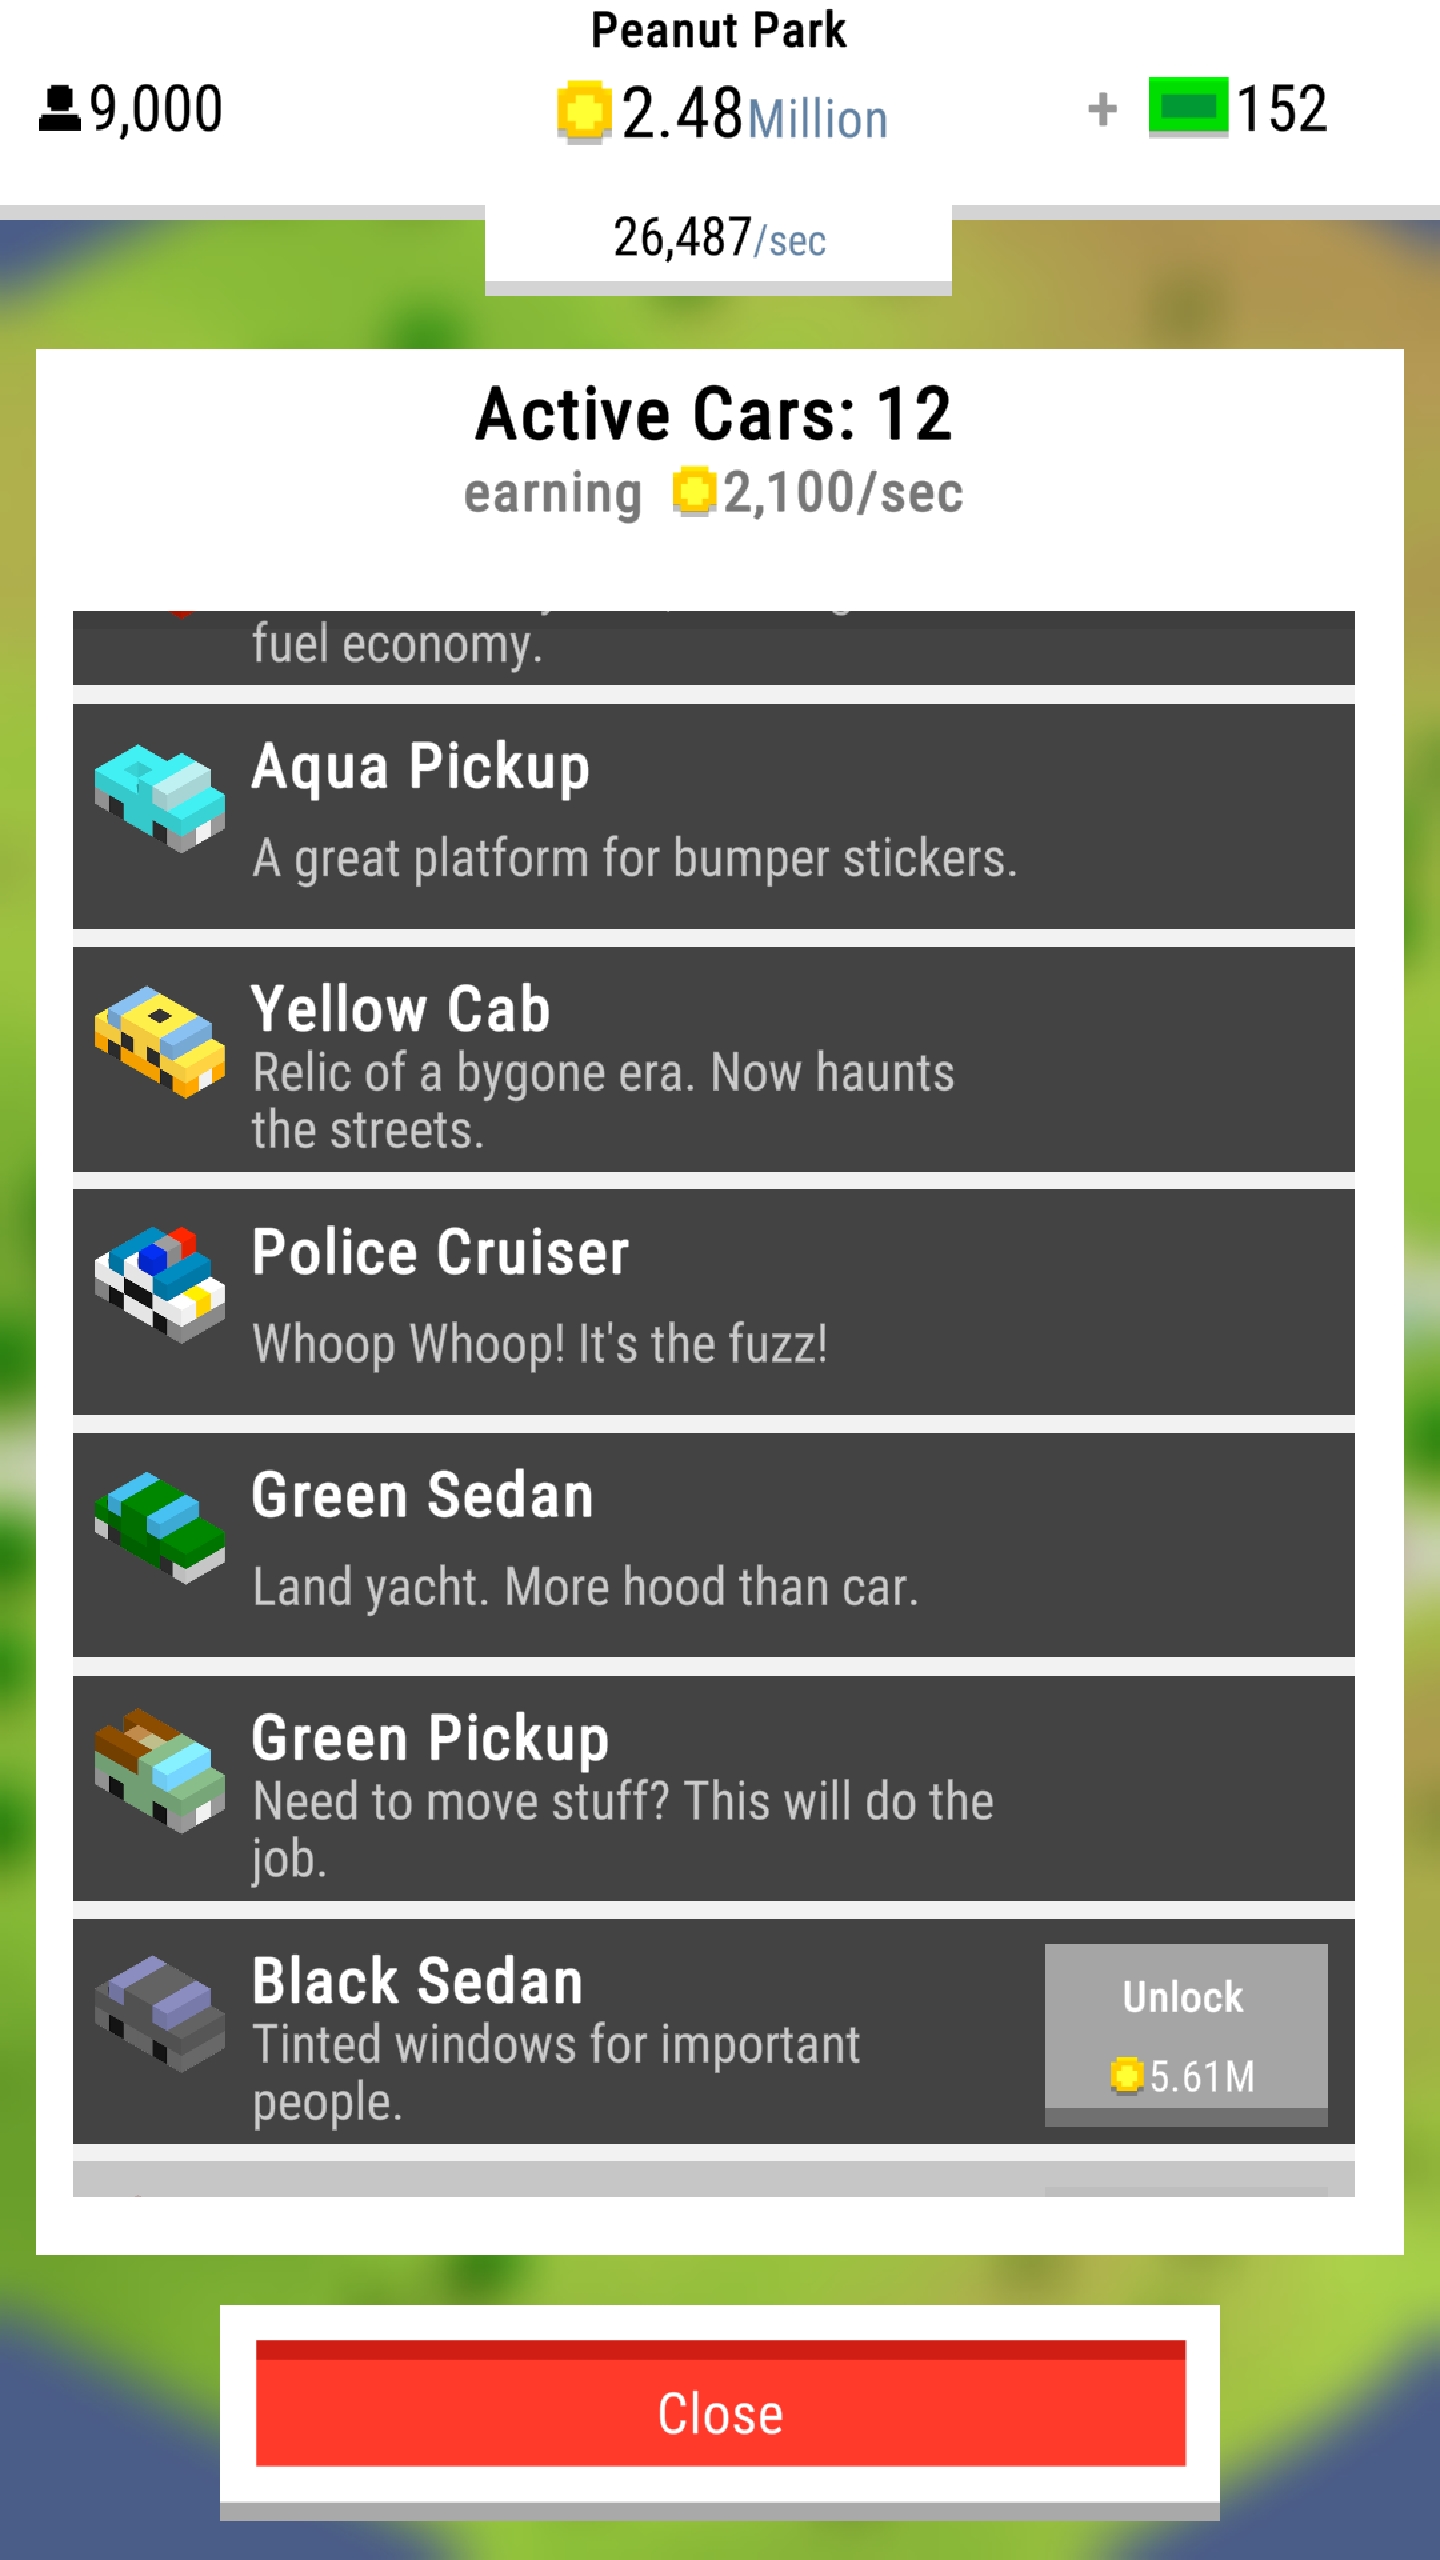 Peanut Park
9,000
2.48Million
+ 152
26,487/sec
Active Cars: 12
earning 2,100/sec
fuel economy.
Aqua Pickup
A great platform for bumper stickers.
Yellow Cab
Relic of a bygone era. Now haunts
the streets.
Police Cruiser
Whoop Whoop! It's the fuzz!
Green Sedan
Land yacht. More hood than car.
Green Pickup
Need to move stuff? This will do the
job.
Black Sedan
Tinted windows for important
people.
Unlock
5.61M
Close